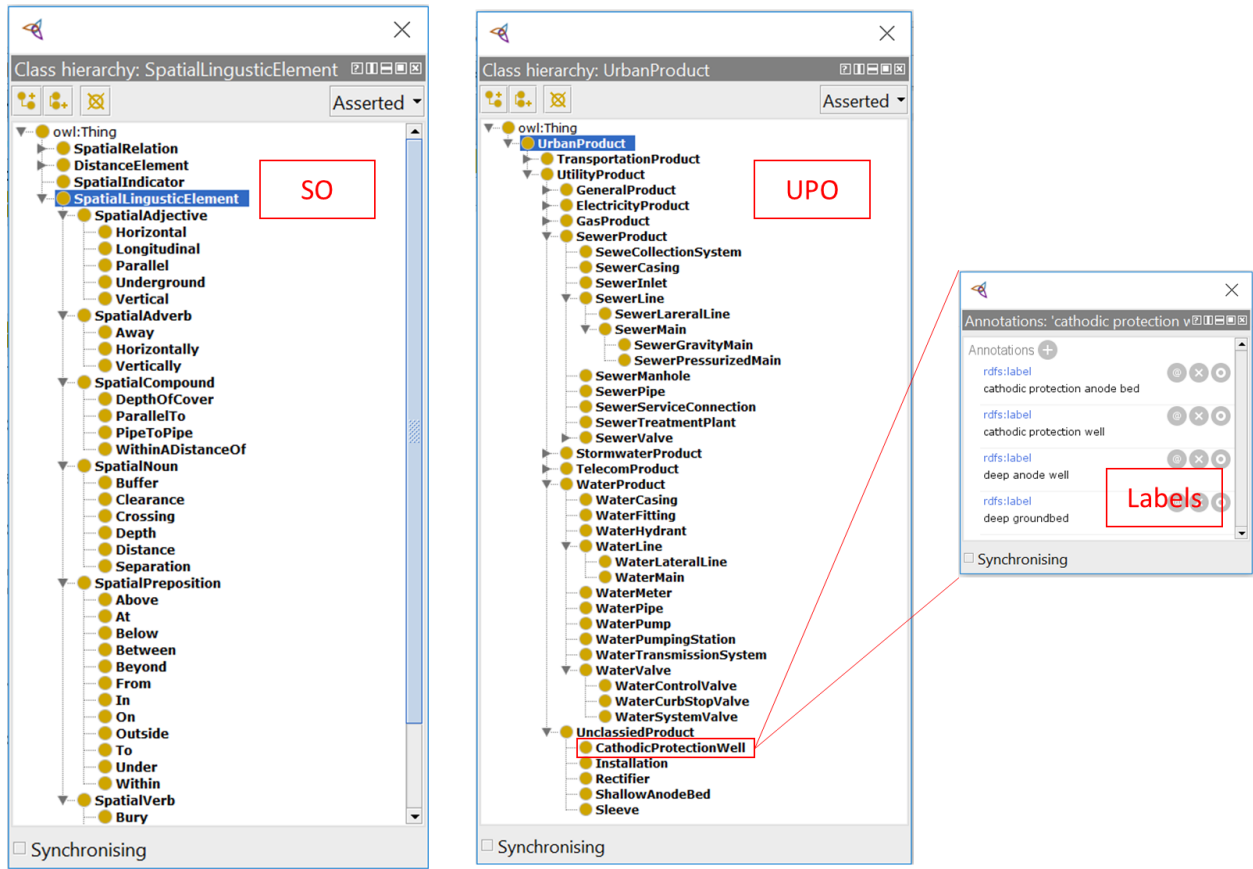 Class hierarchy: SpatialLingusticElement
Asserted
owl:Thing
SpatialRelation
DistanceElement
SpatialIndicator
SpatialLingusticElement
SpatialAdjective
Horizontal
Longitudinal
Parallel
Underground
Vertical
SpatialAdverb
Away
Horizontally
Vertically
SpatialCompound
DepthOfCover
ParallelTo
PipeToPipe
WithinADistanceOf
SpatialNoun
Buffer
Clearance
Crossing
Depth
Distance
Separation
SpatialPreposition
Above
At
Below
Between
Beyond
From
In
On
Outside
To
Under
Within
SpatialVerb
Bury
Synchronising
SO
Class hierarchy: UrbanProduct
Asserted
owl:Thing
UrbanProduct
TransportationProduct
UtilityProduct
GeneralProduct
ElectricityProduct
GasProduct
SewerProduct
SeweCollectionSystem
SewerCasing
SewerInlet
SewerLine
SewerLareralLine
SewerMain
SewerGravityMain
SewerPressurizedMain
SewerManhole
SewerPipe
SewerServiceConnection
SewerTreatmentPlant
SewerValve
StormwaterProduct
TelecomProduct
WaterProduct
WaterCasing
WaterFitting
WaterHydrant
WaterLine
WaterLateralLine
WaterMain
WaterMeter
WaterPipe
WaterPump
WaterPumpingStation
WaterTransmissionSystem
WaterValve
WaterControlValve
WaterCurbStopValve
WaterSystemValve
UnclassiedProduct
CathodicProtectionWell
Installation
Rectifier
ShallowAnodeBed
Sleeve
Synchronising
UPO
Annotations: 'cathodic protection w
Annotations
rdfs:label
cathodic protection anode bed
rdfs:label
cathodic protection well
rdfs:label
deep anode well
rdfs:label
deep groundbed
Labels
Synchronising